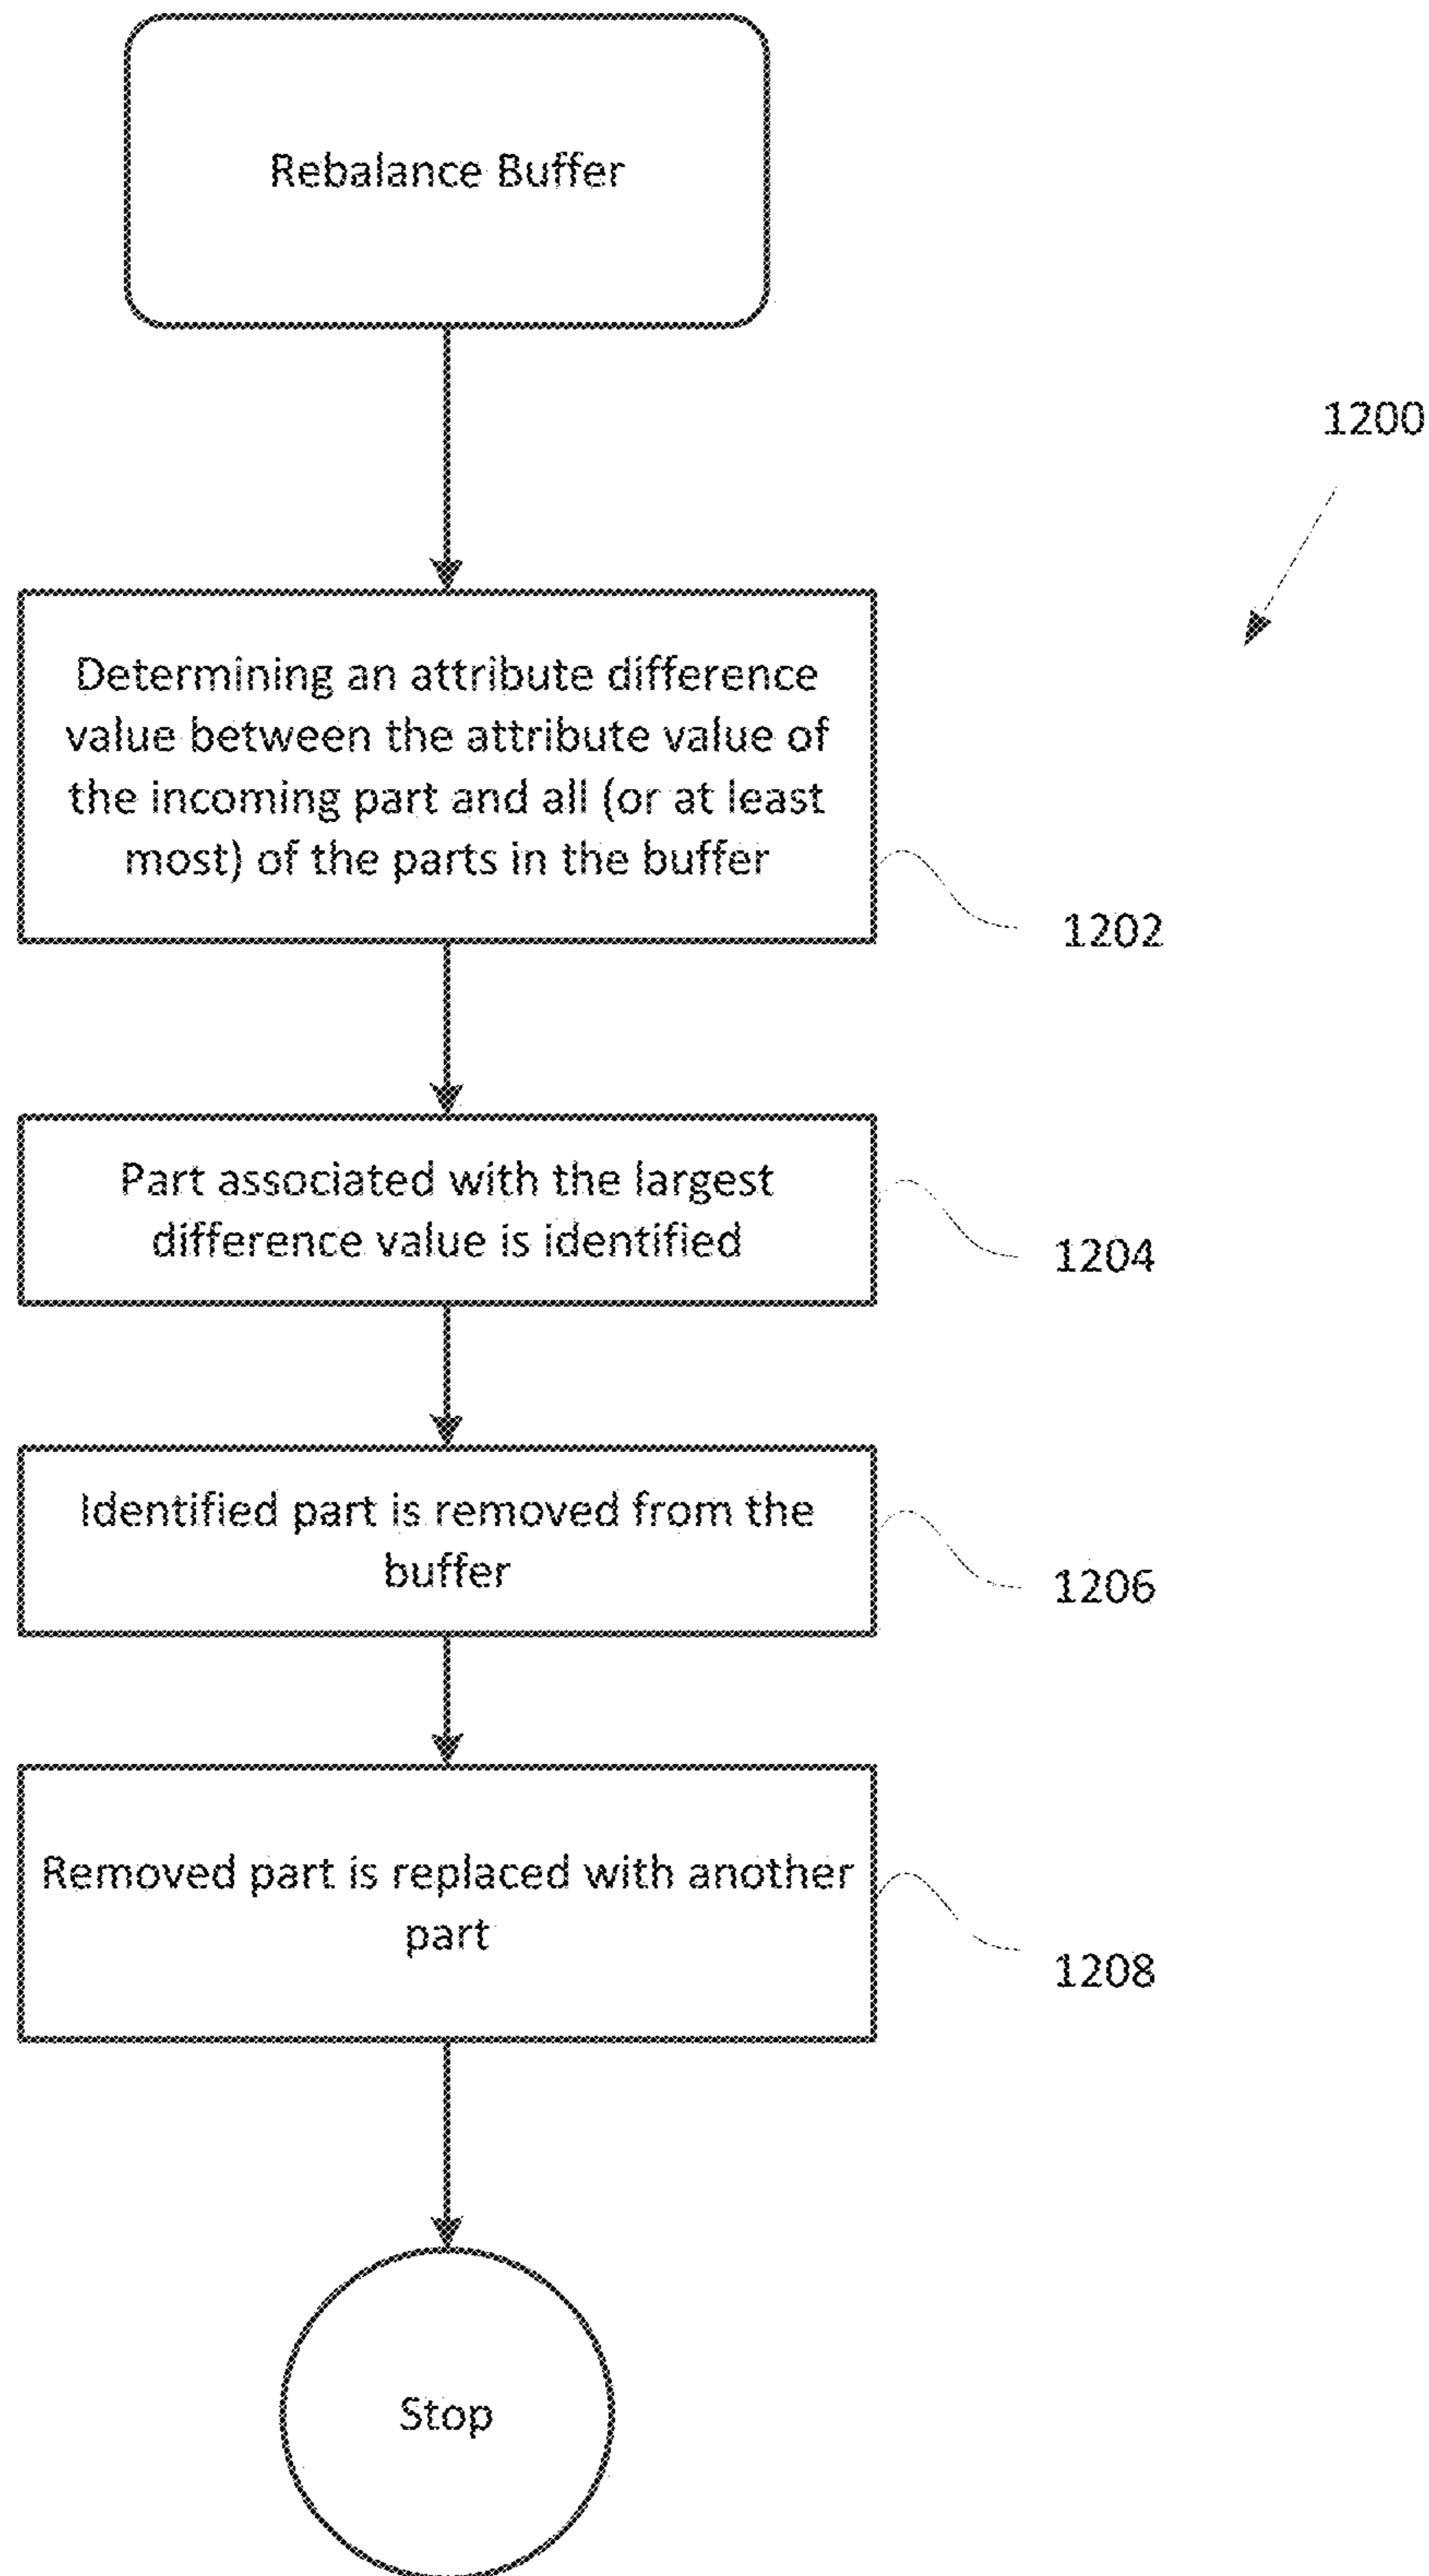 Rebalance Buffer
1200
Determining an attribute difference
value between the attribute value of
the incoming part and all (or at least
most) of the parts in the buffer
1202
Part associated with the largest
difference value is identified
1204
Identified part is removed from the
buffer
1206
Removed part is replaced with another
part
1208
Stop